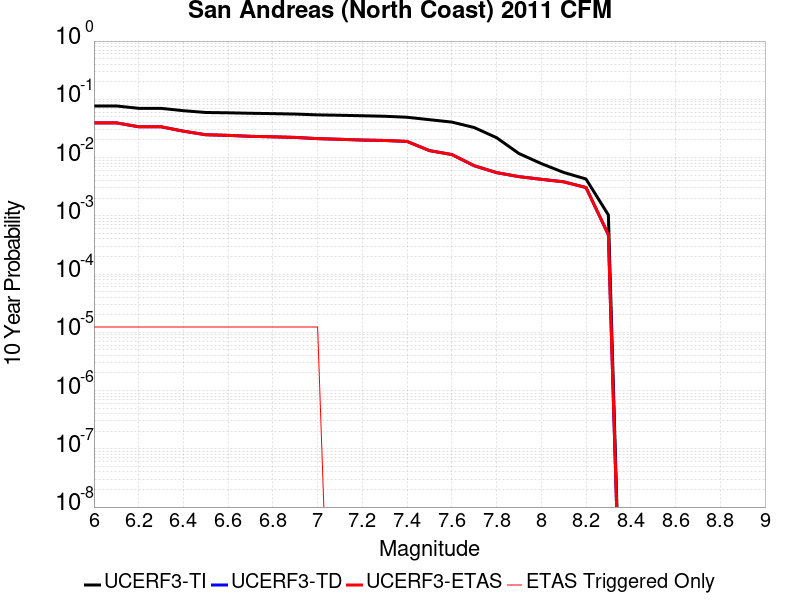 San Andreas (North Coast) 2011 CFM
10 Year Probability
10^0
10^-1
10^-2
10^-3
10^-4
10^-5
10^-6
10^-7
10^-8
6 6.2 6.4 6.6 6.8 7 7.2 7.4 7.6 7.8 8 8.2 8.4 8.6 8.8 9
Magnitude
UCERF3-TI UCERF3-TD UCERF3-ETAS ETAS Triggered Only